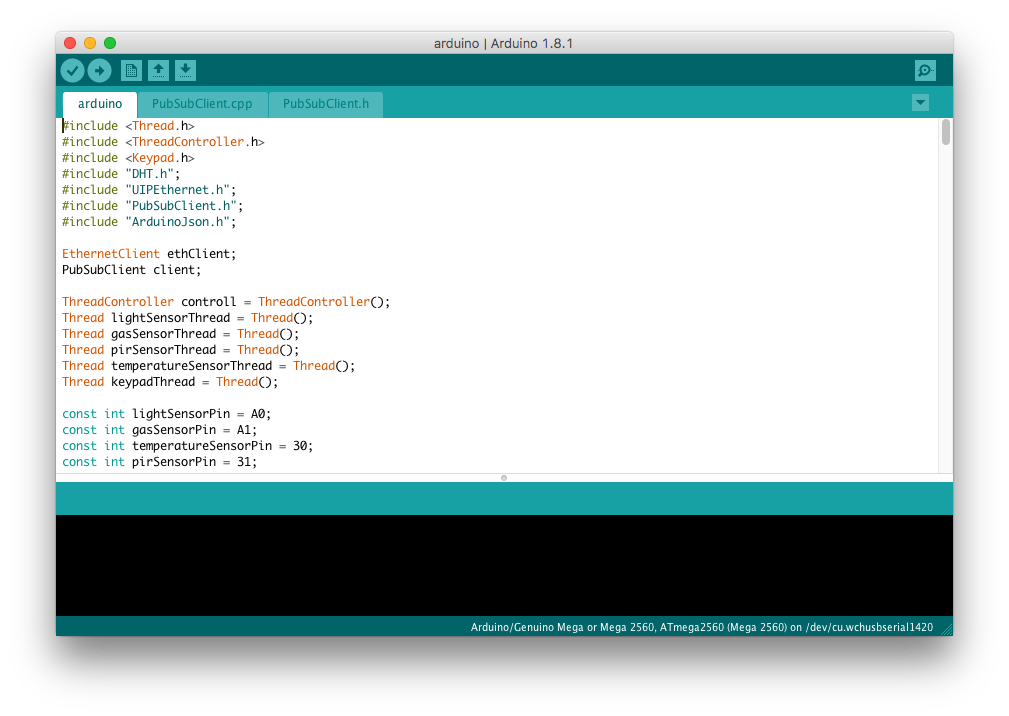 arduino | Arduino 1.8.1
arduino PubSubClient.cpp PubSubClient.h
#include <Thread.h>
#include <ThreadController.h>
#include <Keypad.h>
#include "DHT.h";
#include "UIPEthernet.h";
#include "PubSubClient.h";
#include "ArduinoJson.h";
EthernetClient ethClient;
PubSubClient client;
ThreadController controll = ThreadController();
Thread lightSensorThread = Thread();
Thread gasSensorThread = Thread();
Thread pirSensorThread = Thread();
Thread temperatureSensorThread = Thread();
Thread keypadThread = Thread();
const int lightSensorPin = A0;
const int gasSensorPin = A1;
const int temperatureSensorPin = 30;
const int pirSensorPin = 31;
Arduino/Genuino Mega or Mega 2560, ATmega2560 (Mega 2560) on /dev/cu.wchusbserial1420